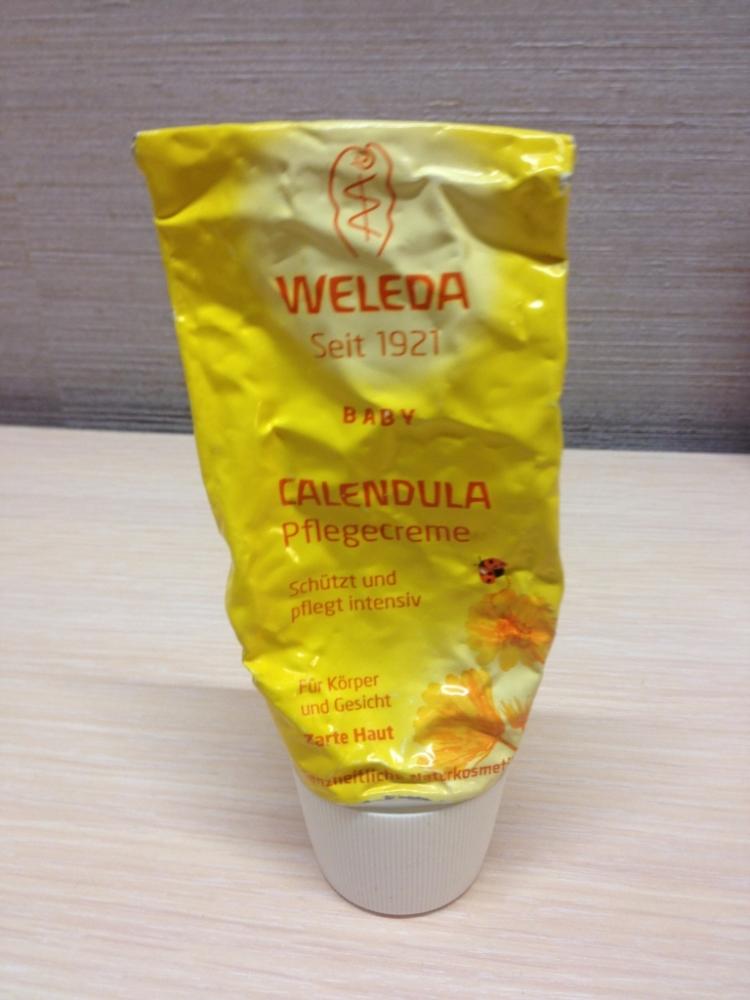 WELEDA
Seit 1921
BABY
CALENDULA
Pflegecreme
Schützt und
pflegt intensiv
Für Körper
und Gesicht
Zarte Haut